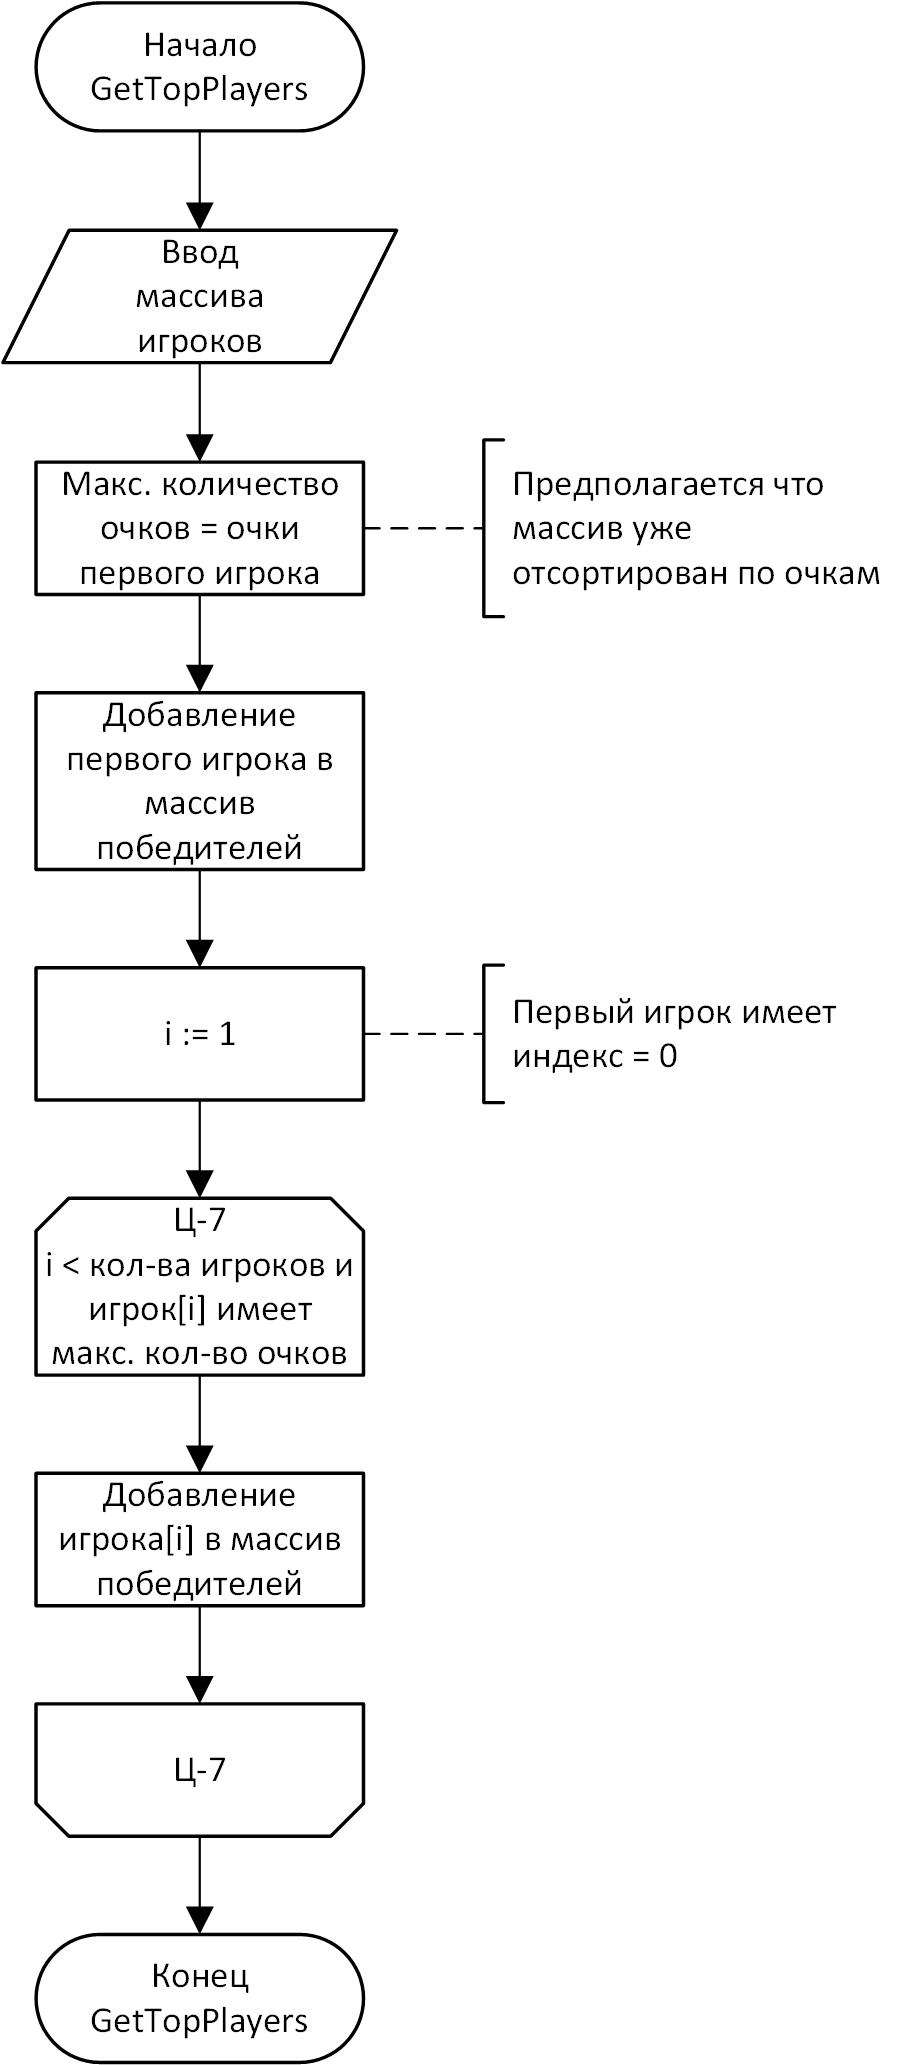 Начало
GetTopPlayers
Ввод
массива
игроков
Макс. количество
очков = очки
первого игрока
Предполагается что
массив уже
отсортирован по очкам
Добавление
первого игрока в
массив
победителей
i := 1
Первый игрок имеет
индекс = 0
Ц-7
i < кол-ва игроков и
игрок[i] имеет
макс. кол-во очков
Добавление
игрока[i] в массив
победителей
Ц-7
Конец
GetTopPlayers